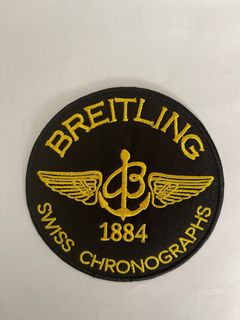 BREITLING
B
1884
SWISS CHRONOGRAPHS